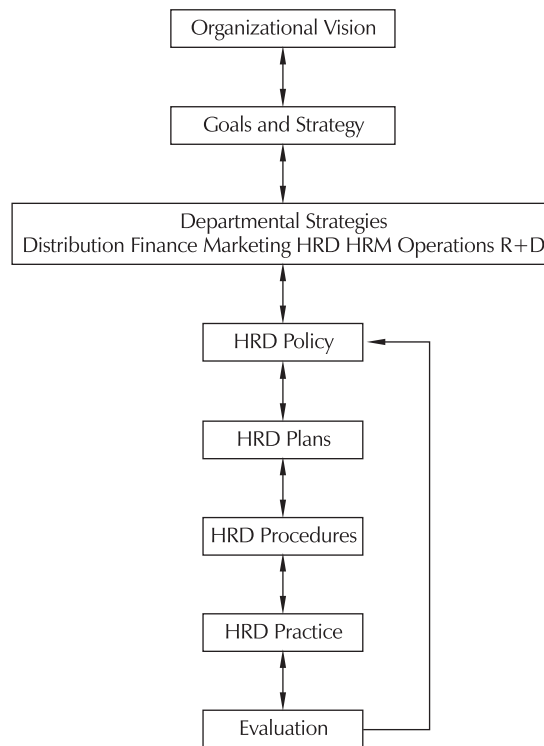 Organizational Vision
Goals and Strategy
Departmental Strategies
Distribution Finance Marketing HRD HRM Operations R+D
HRD Policy
HRD Plans
HRD Procedures
HRD Practice
Evaluation